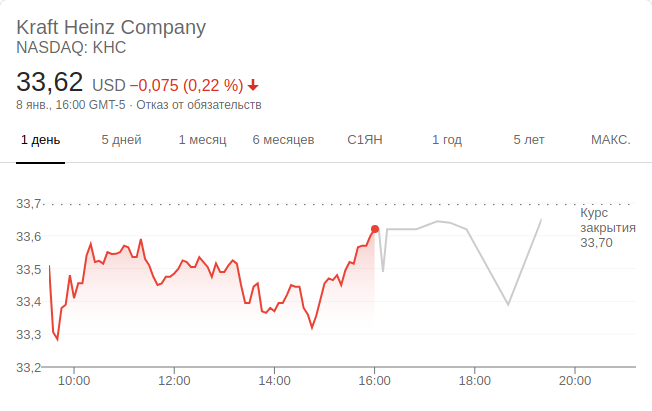 Kraft Heinz Company
NASDAQ: KHC
33,62 USD −0,075 (0,22 %)
8 янв., 16:00 GMT-5 · Отказ от обязательств
1 день 5 дней 1 месяц 6 месяцев С1ЯН 1 год 5 лет МАКС.
33,7
Курс
закрытия
33,70
33,6
33,5
33,4
33,3
33,2
10:00 12:00 14:00 16:00 18:00 20:00